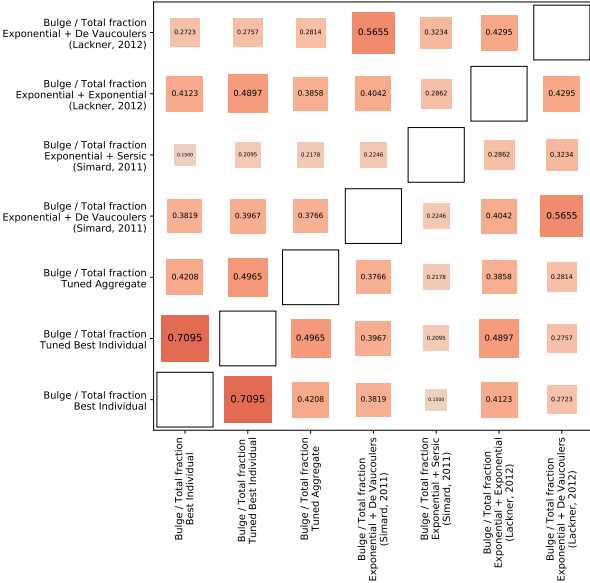 Bulge / Total fraction
Exponential + De Vaucoulers
(Lackner, 2012)
0.2723 0.2757 0.2814 0.5655 0.3234 0.4295
Bulge / Total fraction
Exponential + Exponential
(Lackner, 2012)
0.4123 0.4897 0.3858 0.4042 0.2862 0.4295
Bulge / Total fraction
Exponential + Sersic
(Simard, 2011)
0.1500 0.2095 0.2178 0.2246 0.2862 0.3234
Bulge / Total fraction
Exponential + De Vaucoulers
(Simard, 2011)
0.3819 0.3967 0.3766 0.2246 0.4042 0.5655
Bulge / Total fraction
Tuned Aggregate
0.4208 0.4965 0.3766 0.2178 0.3858 0.2814
Bulge / Total fraction
Tuned Best Individual
0.7095 0.4965 0.3967 0.2095 0.4897 0.2757
Bulge / Total fraction
Best Individual
0.7095 0.4208 0.3819 0.1500 0.4123 0.2723
Bulge / Total fraction
Best Individual
Bulge / Total fraction
Tuned Best Individual
Bulge / Total fraction
Tuned Aggregate
Bulge / Total fraction
Exponential + De Vaucoulers
(Simard, 2011)
Bulge / Total fraction
Exponential + Sersic
(Simard, 2011)
Bulge / Total fraction
Exponential + Exponential
(Lackner, 2012)
Bulge / Total fraction
Exponential + De Vaucoulers
(Lackner, 2012)